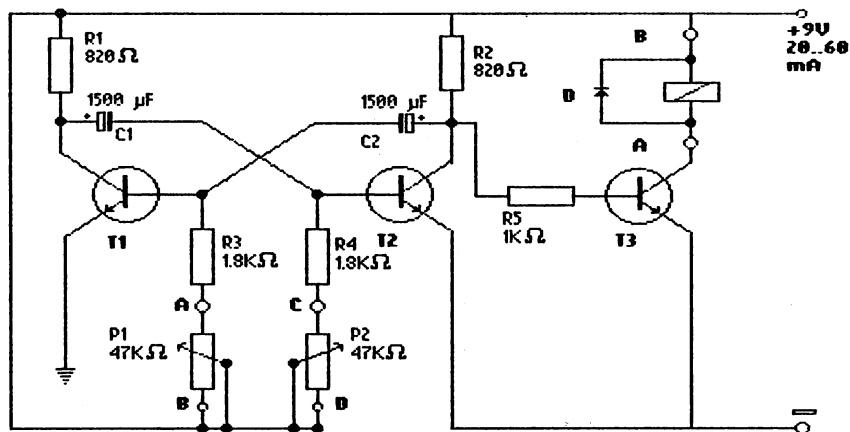 R1
820Ω
R2
820Ω
B
+9V
20..60
mA
1500 µF
+
C1
1500 µF
+
C2
D
A
T1
T2
T3
R3
1.8KΩ
R4
1.8KΩ
R5
1KΩ
A
C
P1
47KΩ
P2
47KΩ
B
D
−